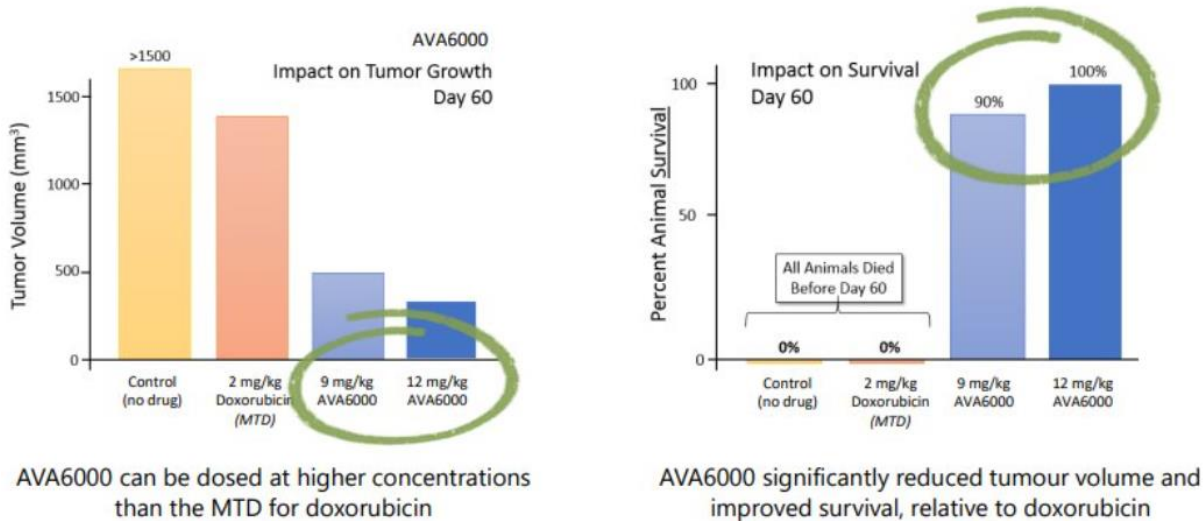 AVA6000
Impact on Tumor Growth
Day 60
>1500
1500
1000
500
0
Tumor Volume (mm³)
Control
(no drug)
2 mg/kg
Doxorubicin
(MTD)
9 mg/kg
AVA6000
12 mg/kg
AVA6000
AVA6000 can be dosed at higher concentrations
than the MTD for doxorubicin
Impact on Survival
Day 60
100
50
0
Percent Animal Survival
90%
100%
All Animals Died
Before Day 60
0%
0%
Control
(no drug)
2 mg/kg
Doxorubicin
(MTD)
9 mg/kg
AVA6000
12 mg/kg
AVA6000
AVA6000 significantly reduced tumour volume and
improved survival, relative to doxorubicin